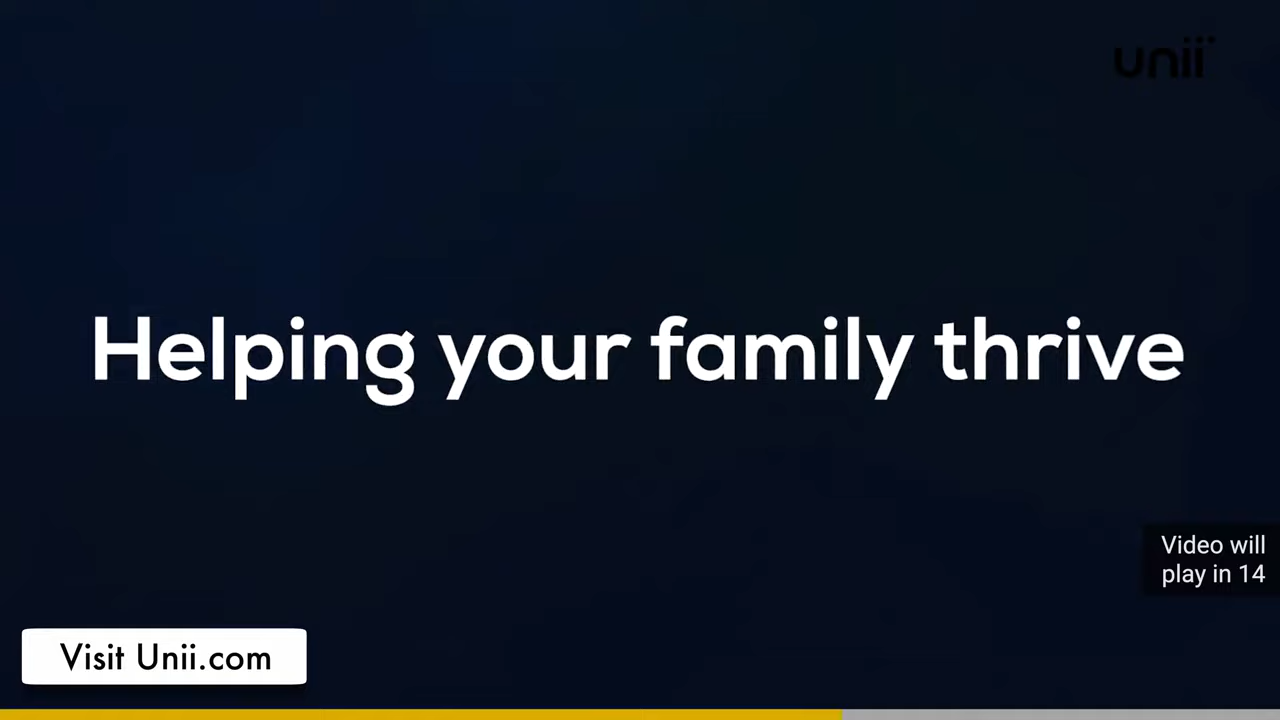 unii
Helping your family thrive
Video will
play in 14
Visit Unii.com